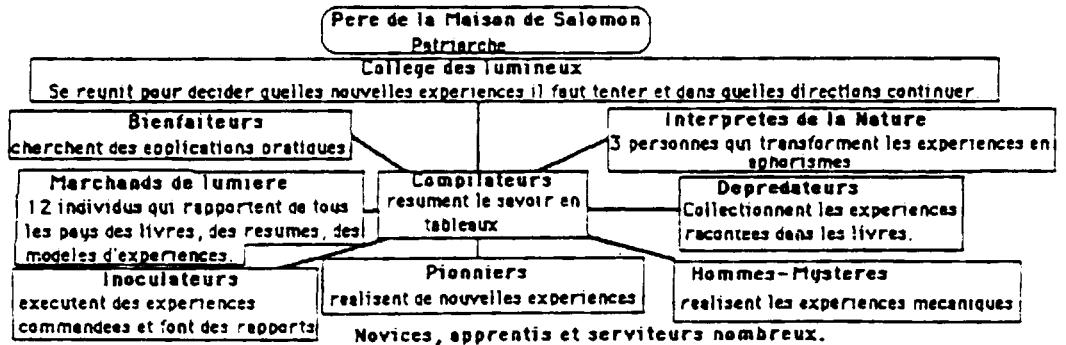 Pere de la Maison de Salomon
Patriarche
College des lumineux
Se reunit pour decider quelles nouvelles experiences il faut tenter et dans quelles directions continuer.
Bienfaiteurs
cherchent des applications pratiques
Interpretes de la Nature
3 personnes qui transforment les experiences en
aphorismes
Marchands de lumiere
12 individus qui rapportent de tous
les pays des livres, des resumes, des
modeles d'experiences.
Compilateurs
resument le savoir en
tableaux
Depredateurs
Collectionnent les experiences
racontees dans les livres.
Inoculateurs
executent des experiences
commandees et font des rapports
Pionniers
realisent de nouvelles experiences
Hommes-Mysteres
realisent les experiences mecaniques
Novices, apprentis et serviteurs nombreux.